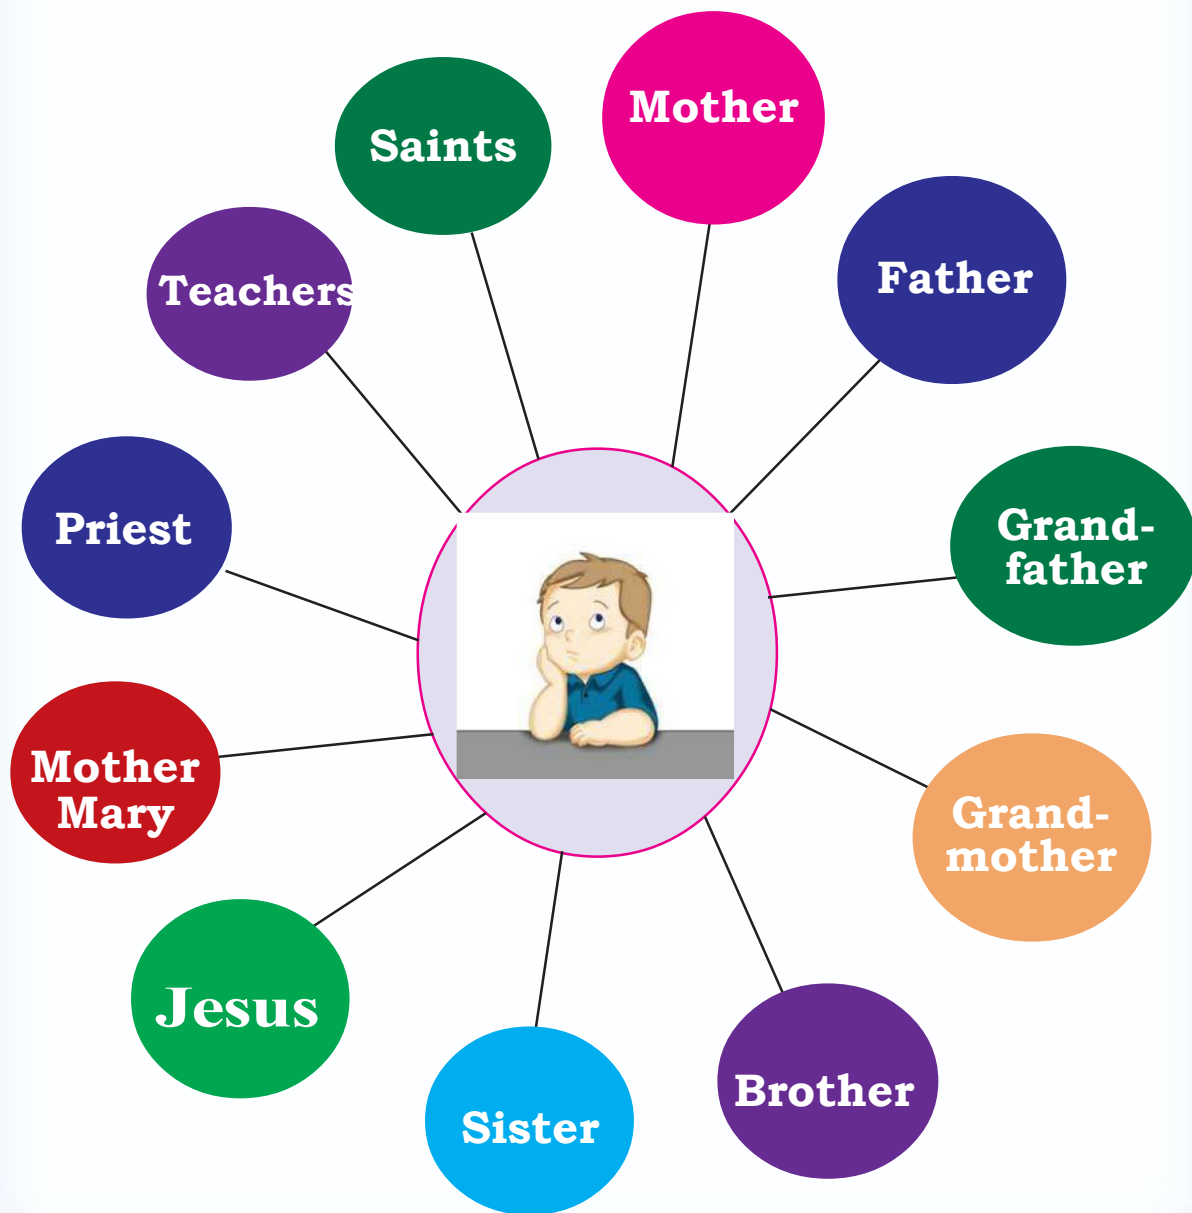 Mother
Saints
Father
Teachers
Priest
Grand-
father
Mother
Mary
Grand-
mother
Jesus
Brother
Sister